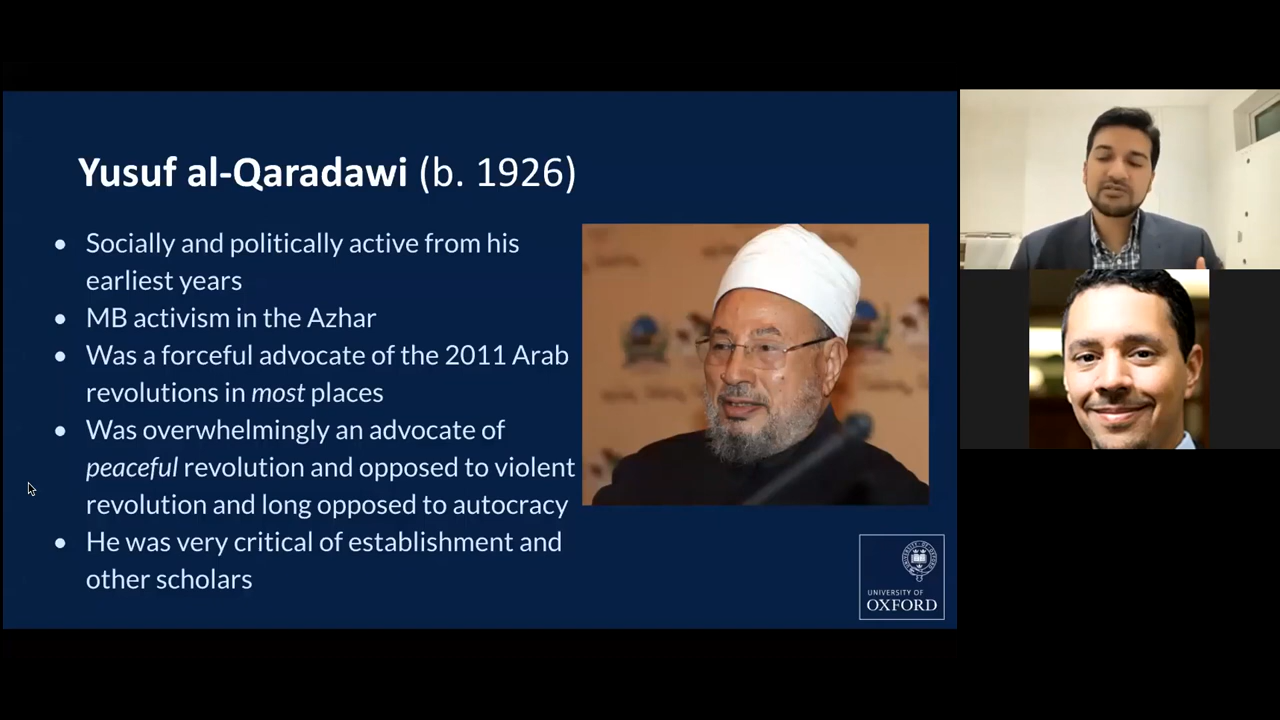 Yusuf al-Qaradawi (b. 1926)
• Socially and politically active from his
earliest years
• MB activism in the Azhar
• Was a forceful advocate of the 2011 Arab
revolutions in most places
• Was overwhelmingly an advocate of
peaceful revolution and opposed to violent
revolution and long opposed to autocracy
• He was very critical of establishment and
other scholars
UNIVERSITY OF
OXFORD